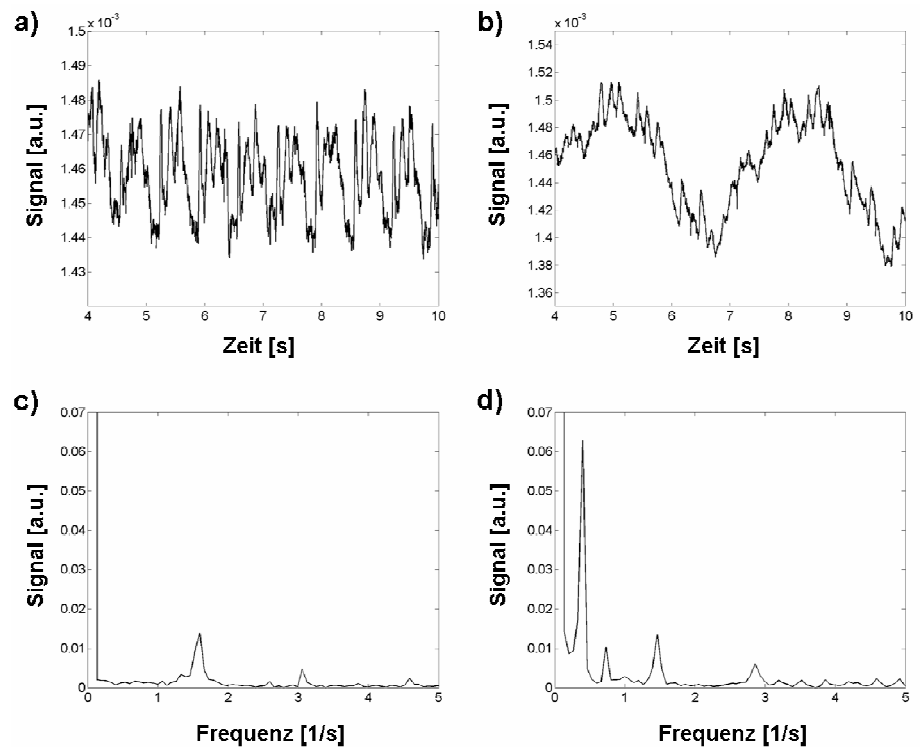 a)
x 10⁻³
1.5
1.49
1.48
1.47
1.46
1.45
1.44
1.43
Signal [a.u.]
4 5 6 7 8 9 10
Zeit [s]
b)
x 10⁻³
1.54
1.52
1.5
1.48
1.46
1.44
1.42
1.4
1.38
1.36
Signal [a.u.]
4 5 6 7 8 9 10
Zeit [s]
c)
0.07
0.06
0.05
0.04
0.03
0.02
0.01
0
Signal [a.u.]
0 1 2 3 4 5
Frequenz [1/s]
d)
0.07
0.06
0.05
0.04
0.03
0.02
0.01
0
Signal [a.u.]
0 1 2 3 4 5
Frequenz [1/s]